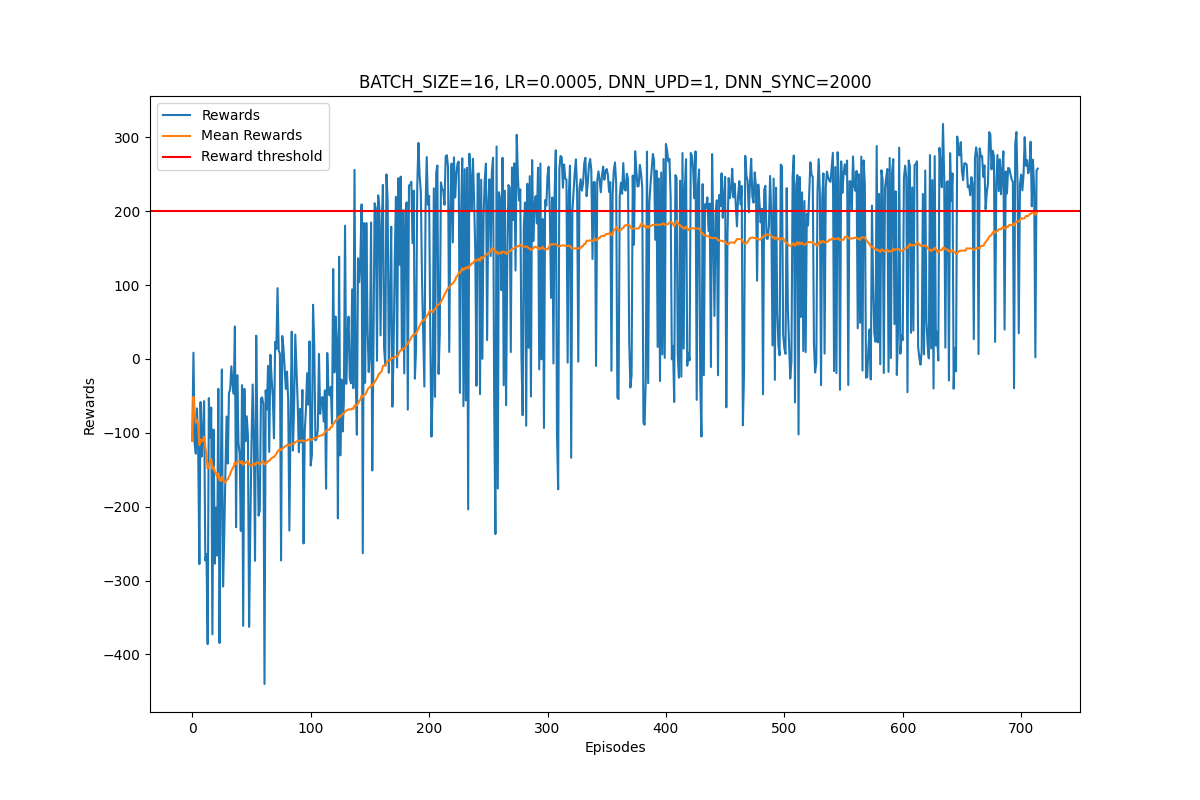 BATCH_SIZE=16, LR=0.0005, DNN_UPD=1, DNN_SYNC=2000
Rewards
Mean Rewards
Reward threshold
300
200
100
0
−100
−200
−300
−400
Rewards
0 100 200 300 400 500 600 700
Episodes